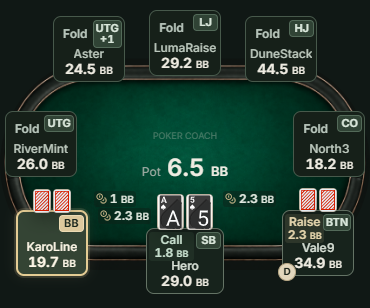 Fold UTG +1
Aster
24.5 BB
Fold LJ
LumaRaise
29.2 BB
Fold HJ
DuneStack
44.5 BB
Fold UTG
RiverMint
26.0 BB
POKER COACH
Pot 6.5 BB
Fold CO
North3
18.2 BB
1 BB
2.3 BB
A A
5 5
2.3 BB
BB
KaroLine
19.7 BB
Call SB
1.8 BB
Hero
29.0 BB
Raise BTN
2.3 BB
Vale9
34.9 BB
D